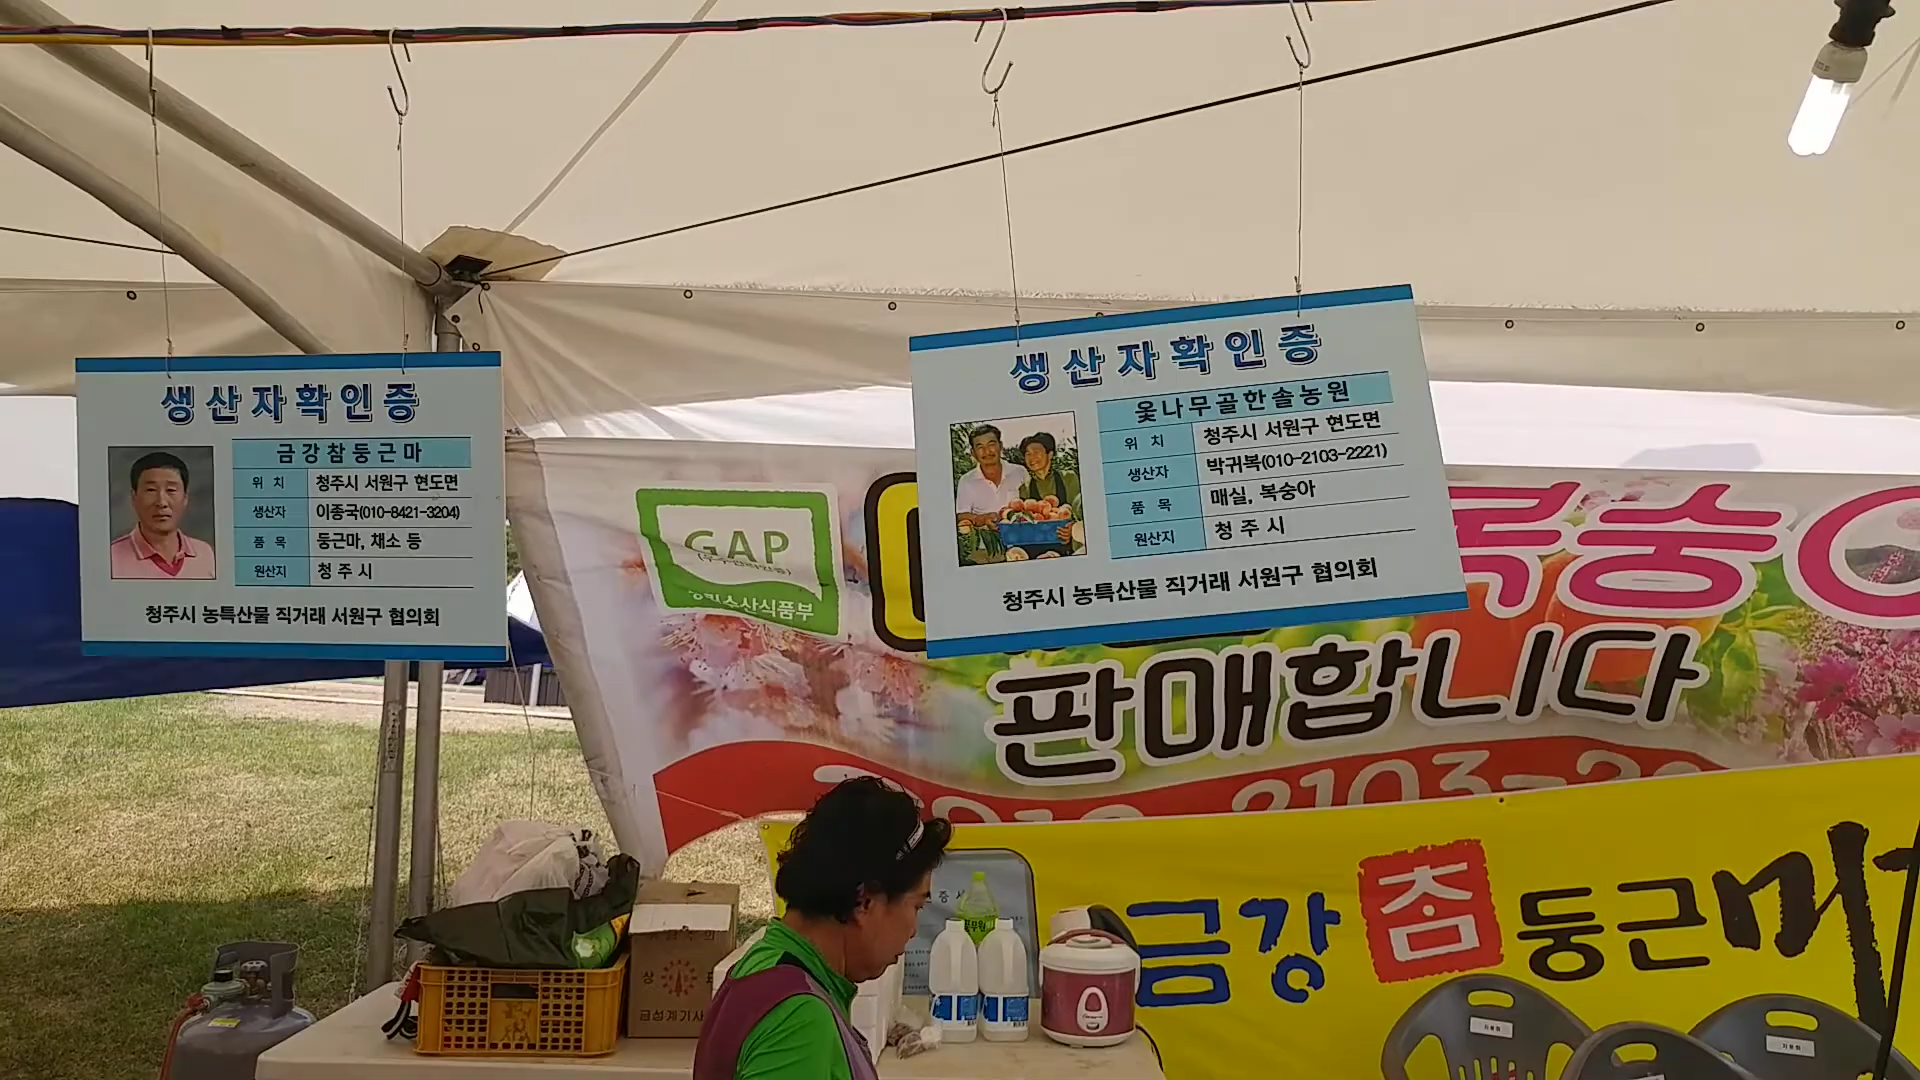 생산자확인증
금강참둥근마
위 치 청주시 서원구 현도면
생산자 이종국(010-8421-3204)
품 목 둥근마, 채소 등
원산지 청 주 시
청주시 농특산물 직거래 서원구 협의회
생산자확인증
옻나무골한솔농원
위 치 청주시 서원구 현도면
생산자 박귀복(010-2103-2221)
품 목 매실, 복숭아
원산지 청 주 시
청주시 농특산물 직거래 서원구 협의회
GAP
판매합니다
금강 참 둥근마